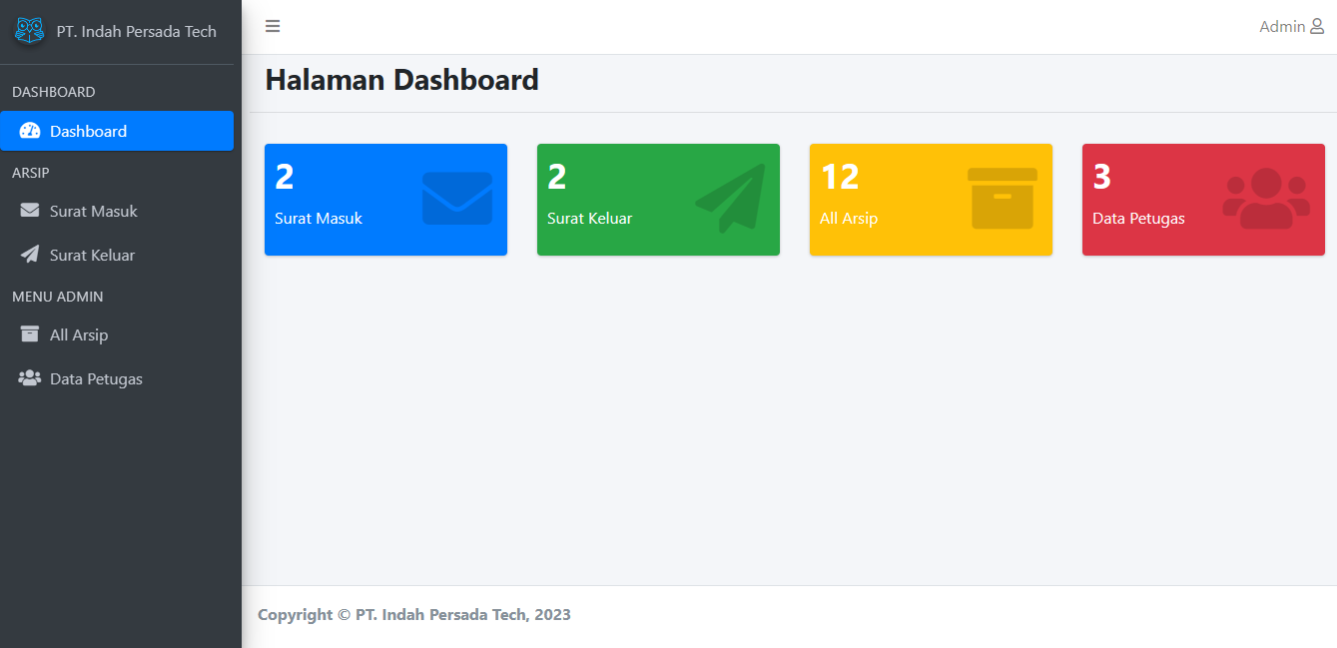 PT. Indah Persada Tech
DASHBOARD
Dashboard
ARSIP
Surat Masuk
Surat Keluar
MENU ADMIN
All Arsip
Data Petugas
Admin
Halaman Dashboard
2
Surat Masuk
2
Surat Keluar
12
All Arsip
3
Data Petugas
Copyright © PT. Indah Persada Tech, 2023